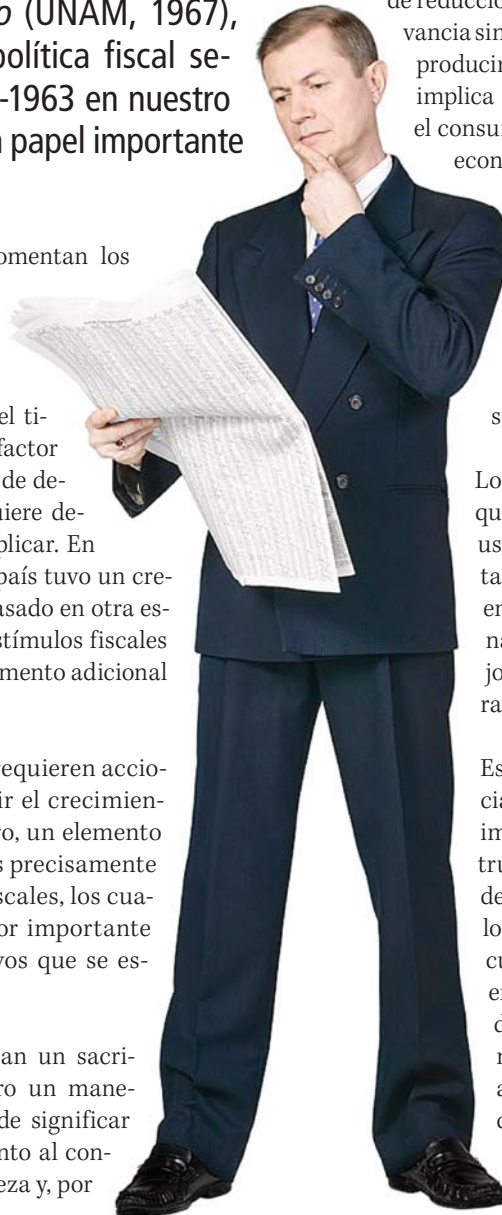 o (UNAM, 1967),
política fiscal se-
-1963 en nuestro
papel importante
omentan los
el ti-
factor
de de-
uiere de-
plicar. En
país tuvo un cre-
asado en otra es-
stímulos fiscales
mento adicional
requieren accio-
ir el crecimien-
ro, un elemento
s precisamente
scales, los cua-
or importante
vos que se es-
an un sacri-
ro un mane-
de significar
nto al con-
eza y, por
de reducció
vancia sin
producir
implica
el consu
econ
s
Lo
qu
us
ta
en
na
jo
ra
Es
cia
im
tru
de
lo
cu
e
d
r
a
c